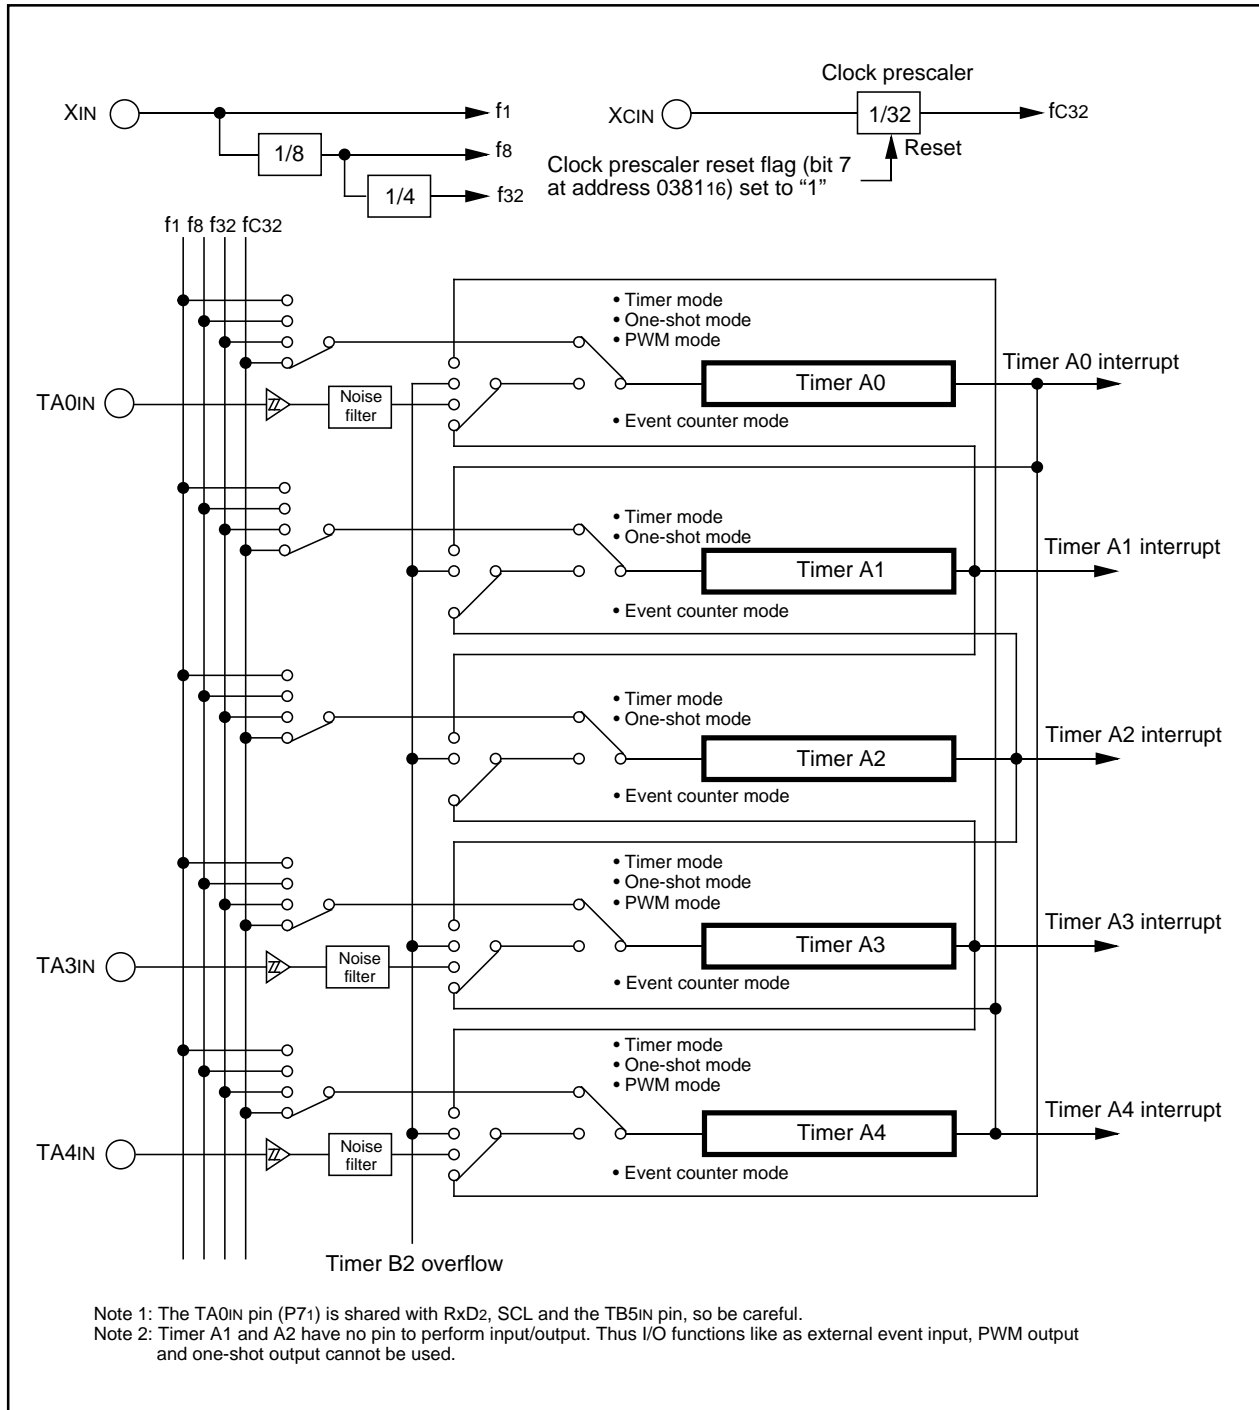 Clock prescaler
XIN
f1
XCIN
1/32
fC32
1/8
f8
Reset
Clock prescaler reset flag (bit 7
at address 038116) set to “1”
1/4
f32
f1 f8 f32 fC32
• Timer mode
• One-shot mode
• PWM mode
Timer A0 interrupt
Timer A0
TA0IN
Noise
filter
• Event counter mode
• Timer mode
• One-shot mode
Timer A1 interrupt
Timer A1
• Event counter mode
• Timer mode
• One-shot mode
Timer A2 interrupt
Timer A2
• Event counter mode
• Timer mode
• One-shot mode
• PWM mode
Timer A3 interrupt
Timer A3
TA3IN
Noise
filter
• Event counter mode
• Timer mode
• One-shot mode
• PWM mode
Timer A4 interrupt
Timer A4
TA4IN
Noise
filter
• Event counter mode
Timer B2 overflow
Note 1: The TA0IN pin (P71) is shared with RxD2, SCL and the TB5IN pin, so be careful.
Note 2: Timer A1 and A2 have no pin to perform input/output. Thus I/O functions like as external event input, PWM output
and one-shot output cannot be used.